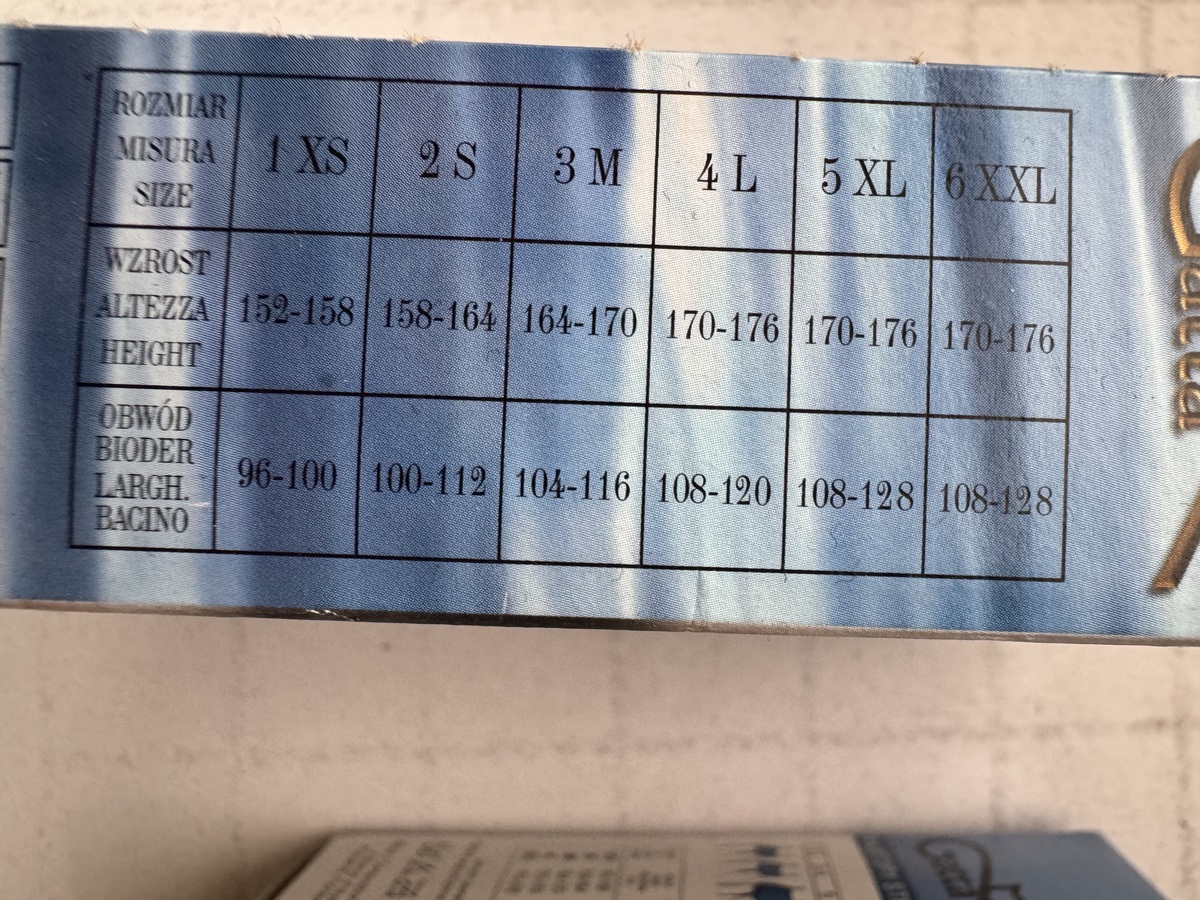 ROZMIAR
MISURA
SIZE
1 XS
2 S
3 M
4 L
5 XL
6 XXL
WZROST
ALTEZZA
HEIGHT
152-158
158-164
164-170
170-176
170-176
170-176
OBWÓD
BIODER
LARGH.
BACINO
96-100
100-112
104-116
108-120
108-128
108-128